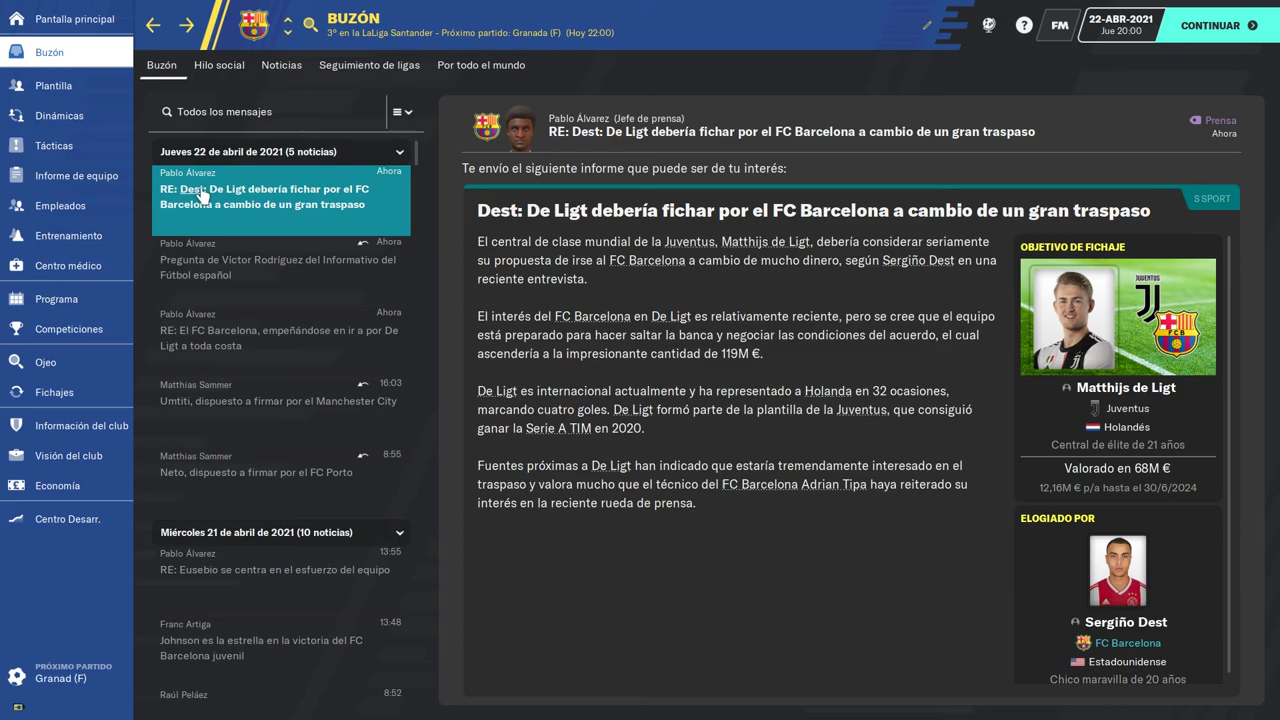 Pantalla principal
Buzón
Plantilla
Dinámicas
Tácticas
Informe de equipo
Empleados
Entrenamiento
Centro médico
Programa
Competiciones
Ojeo
Fichajes
Información del club
Visión del club
Economía
Centro Desarr.
PRÓXIMO PARTIDO
Granad (F)
BUZÓN
3º en la LaLiga Santander - Próximo partido: Granada (F) (Hoy 22:00)
FM
22-ABR-2021
Jue 20:00
CONTINUAR
Buzón Hilo social Noticias Seguimiento de ligas Por todo el mundo
Todos los mensajes
Jueves 22 de abril de 2021 (5 noticias)
Pablo Álvarez Ahora
RE: Dest: De Ligt debería fichar por el FC
Barcelona a cambio de un gran traspaso
Pablo Álvarez Ahora
Pregunta de Víctor Rodríguez del Informativo del
Fútbol español
Pablo Álvarez Ahora
RE: El FC Barcelona, empeñándose en ir a por De
Ligt a toda costa
Matthias Sammer 16:03
Umtiti, dispuesto a firmar por el Manchester City
Matthias Sammer 8:55
Neto, dispuesto a firmar por el FC Porto
Miércoles 21 de abril de 2021 (10 noticias)
Pablo Álvarez 13:55
RE: Eusebio se centra en el esfuerzo del equipo
Franc Artiga 13:48
Johnson es la estrella en la victoria del FC
Barcelona juvenil
Raúl Peláez 8:52
Pablo Álvarez (Jefe de prensa)
RE: Dest: De Ligt debería fichar por el FC Barcelona a cambio de un gran traspaso
Prensa
Ahora
Te envío el siguiente informe que puede ser de tu interés:
S SPORT
Dest: De Ligt debería fichar por el FC Barcelona a cambio de un gran traspaso
El central de clase mundial de la Juventus, Matthijs de Ligt, debería considerar seriamente
su propuesta de irse al FC Barcelona a cambio de mucho dinero, según Sergiño Dest en una
reciente entrevista.
El interés del FC Barcelona en De Ligt es relativamente reciente, pero se cree que el equipo
está preparado para hacer saltar la banca y negociar las condiciones del acuerdo, el cual
ascendería a la impresionante cantidad de 119M €.
De Ligt es internacional actualmente y ha representado a Holanda en 32 ocasiones,
marcando cuatro goles. De Ligt formó parte de la plantilla de la Juventus, que consiguió
ganar la Serie A TIM en 2020.
Fuentes próximas a De Ligt han indicado que estaría tremendamente interesado en el
traspaso y valora mucho que el técnico del FC Barcelona Adrian Tipa haya reiterado su
interés en la reciente rueda de prensa.
OBJETIVO DE FICHAJE
JUVENTUS
FCB
Matthijs de Ligt
Juventus
Holandés
Central de élite de 21 años
Valorado en 68M €
12,16M € p/a hasta el 30/6/2024
ELOGIADO POR
Sergiño Dest
FC Barcelona
Estadounidense
Chico maravilla de 20 años